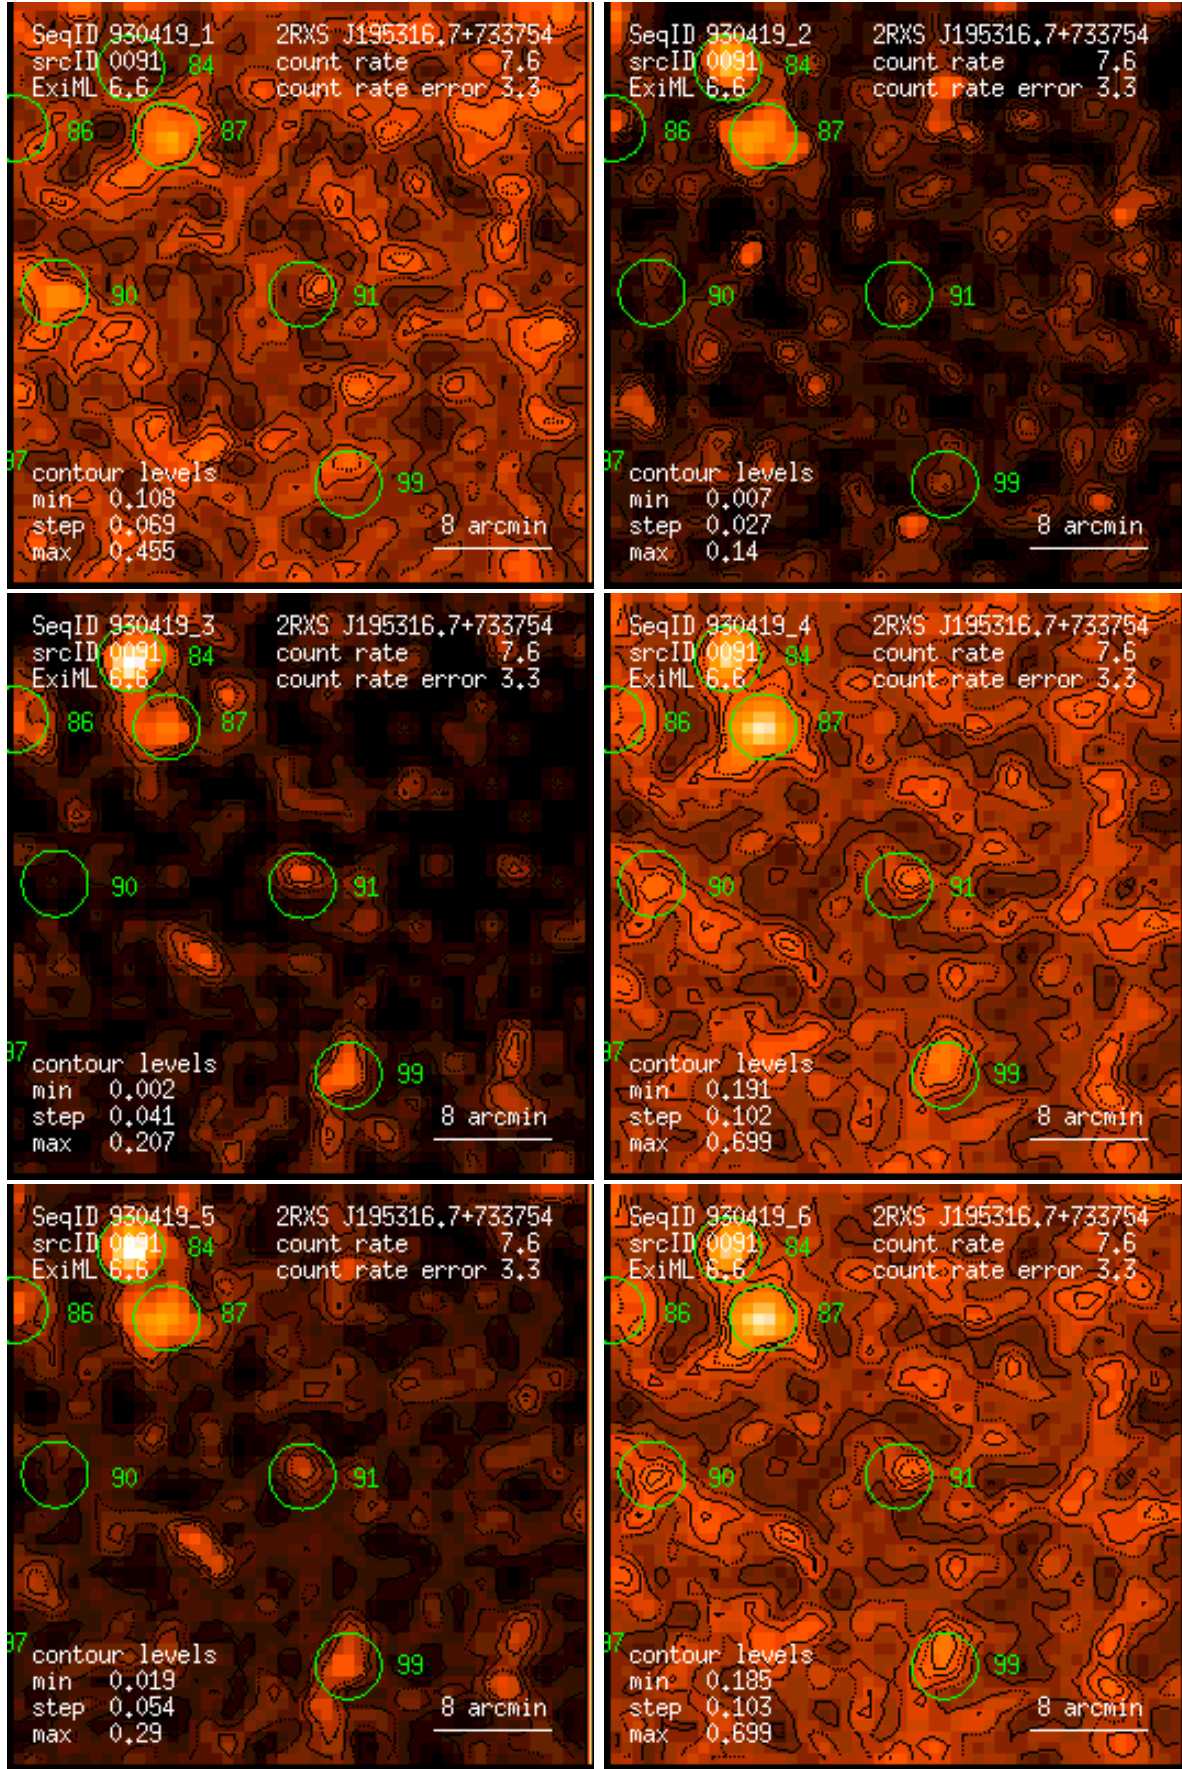 SeqID 930419_1 2RXS J195316.7+733754
srcID 0091 84 count rate 7.6
ExiML 6.6 count rate error 3.3
86 87
90 91
97
99
contour levels
min 0.108
step 0.069 8 arcmin
max 0.455
SeqID 930419_2 2RXS J195316.7+733754
srcID 0091 84 count rate 7.6
ExiML 6.6 count rate error 3.3
86 87
90 91
97
contour levels
99
min 0.007
step 0.027 8 arcmin
max 0.14
SeqID 930419_3 2RXS J195316.7+733754
srcID 0091 84 count rate 7.6
ExiML 6.6 count rate error 3.3
86 87
90 91
97
contour levels
99
min 0.002
step 0.041 8 arcmin
max 0.207
SeqID 930419_4 2RXS J195316.7+733754
srcID 0091 84 count rate 7.6
ExiML 6.6 count rate error 3.3
86 87
90 91
97
contour levels
99
min 0.191
step 0.102 8 arcmin
max 0.699
SeqID 930419_5 2RXS J195316.7+733754
srcID 0091 84 count rate 7.6
ExiML 6.6 count rate error 3.3
86 87
90 91
97
contour levels
99
min 0.019
step 0.054 8 arcmin
max 0.29
SeqID 930419_6 2RXS J195316.7+733754
srcID 0091 84 count rate 7.6
ExiML 6.6 count rate error 3.3
86 87
90 91
97
contour levels
99
min 0.185
step 0.103 8 arcmin
max 0.699